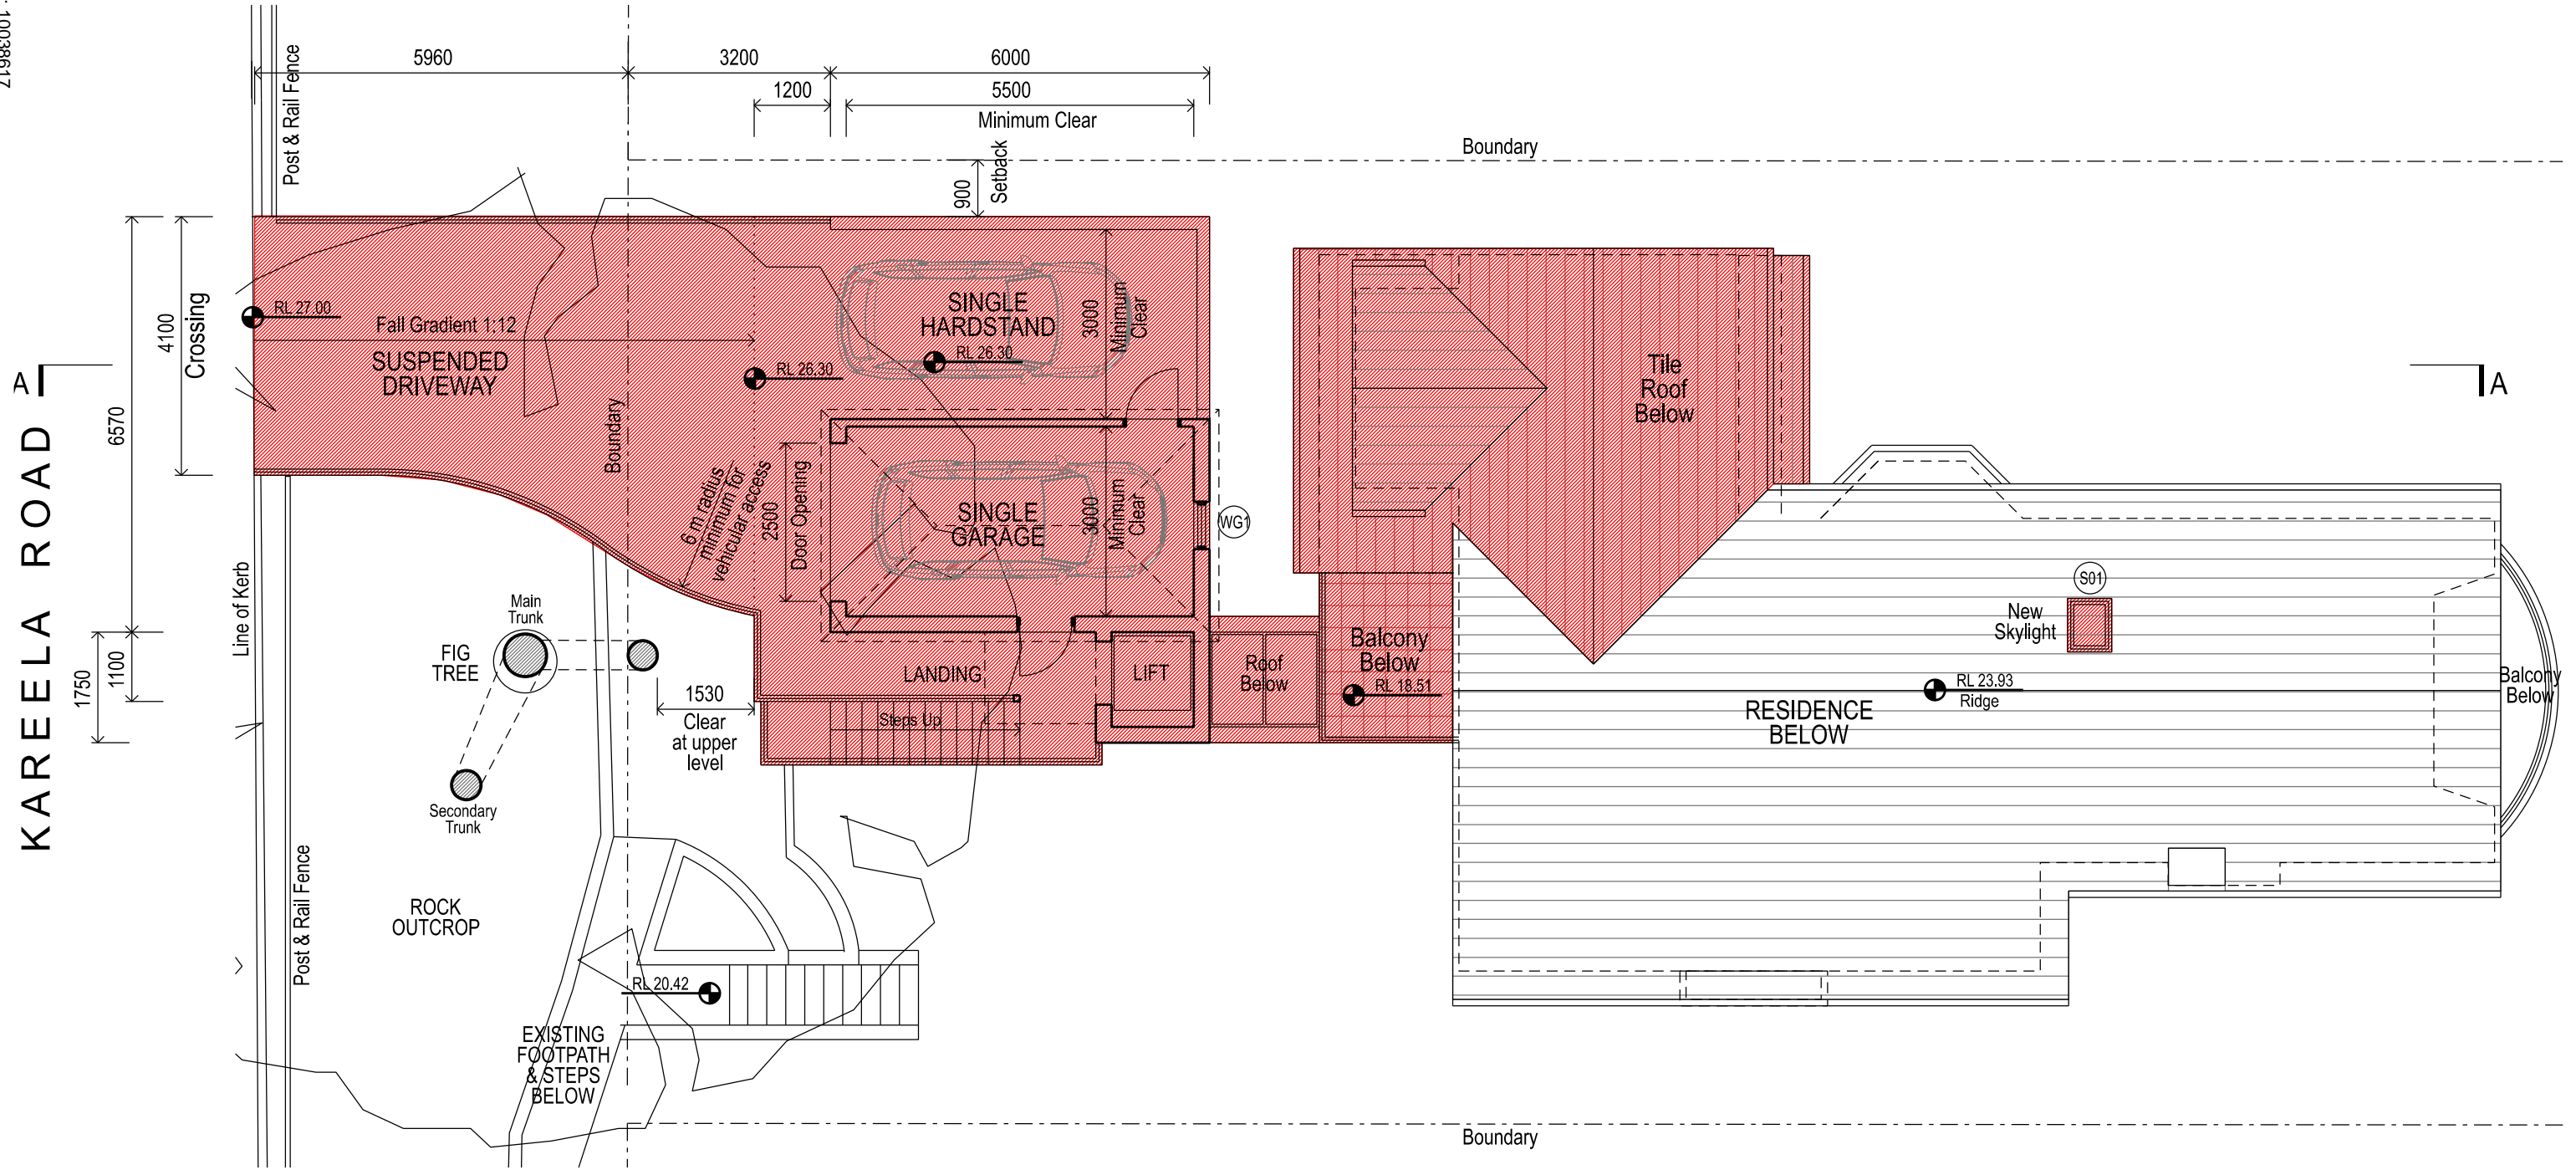 : 10038617
5960
3200
6000
1200
5500
Minimum Clear
Post & Rail Fence
Boundary
900
Setback
4100
Crossing
6570
1750
1100
RL 27.00
Fall Gradient 1:12
SUSPENDED
DRIVEWAY
RL 26.30
SINGLE
HARDSTAND
RL 26.30
3000
Minimum
Clear
Tile
Roof
Below
A
A
KAREELA ROAD
Boundary
6 m radius
minimum for
vehicular access
2500
Door Opening
SINGLE
GARAGE
3000
Minimum
Clear
WG1
Line of Kerb
Main
Trunk
FIG
TREE
Secondary
Trunk
1530
Clear
at upper
level
LANDING
LIFT
Steps Up
Roof
Below
Balcony
Below
RL 18.51
S01
New
Skylight
RL 23.93
Ridge
RESIDENCE
BELOW
Balcony
Below
Post & Rail Fence
ROCK
OUTCROP
RL 20.42
EXISTING
FOOTPATH
& STEPS
BELOW
Boundary